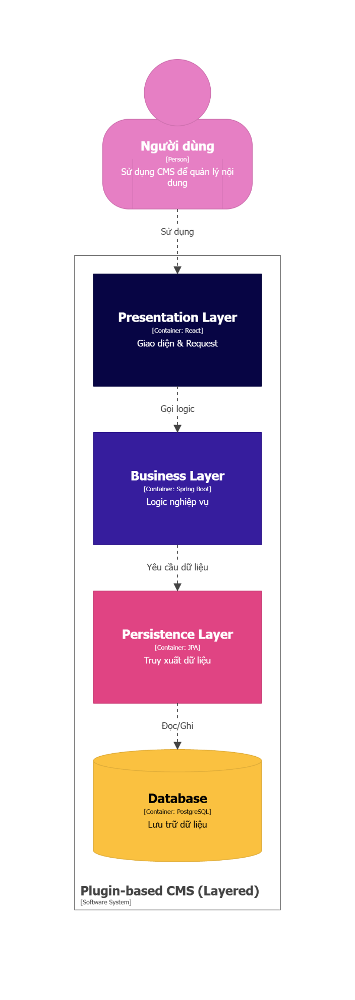 Người dùng
[Person]
Sử dụng CMS để quản lý nội
dung
Sử dụng
Presentation Layer
[Container: React]
Giao diện & Request
Gọi logic
Business Layer
[Container: Spring Boot]
Logic nghiệp vụ
Yêu cầu dữ liệu
Persistence Layer
[Container: JPA]
Truy xuất dữ liệu
Đọc/Ghi
Database
[Container: PostgreSQL]
Lưu trữ dữ liệu
Plugin-based CMS (Layered)
[Software System]